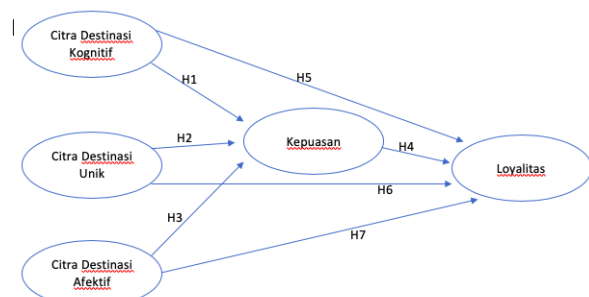 Citra Destinasi
Kognitif
H1
H5
H2
Kepuasan
H4
Citra Destinasi
Unik
Loyalitas
H6
H3
H7
Citra Destinasi
Afektif